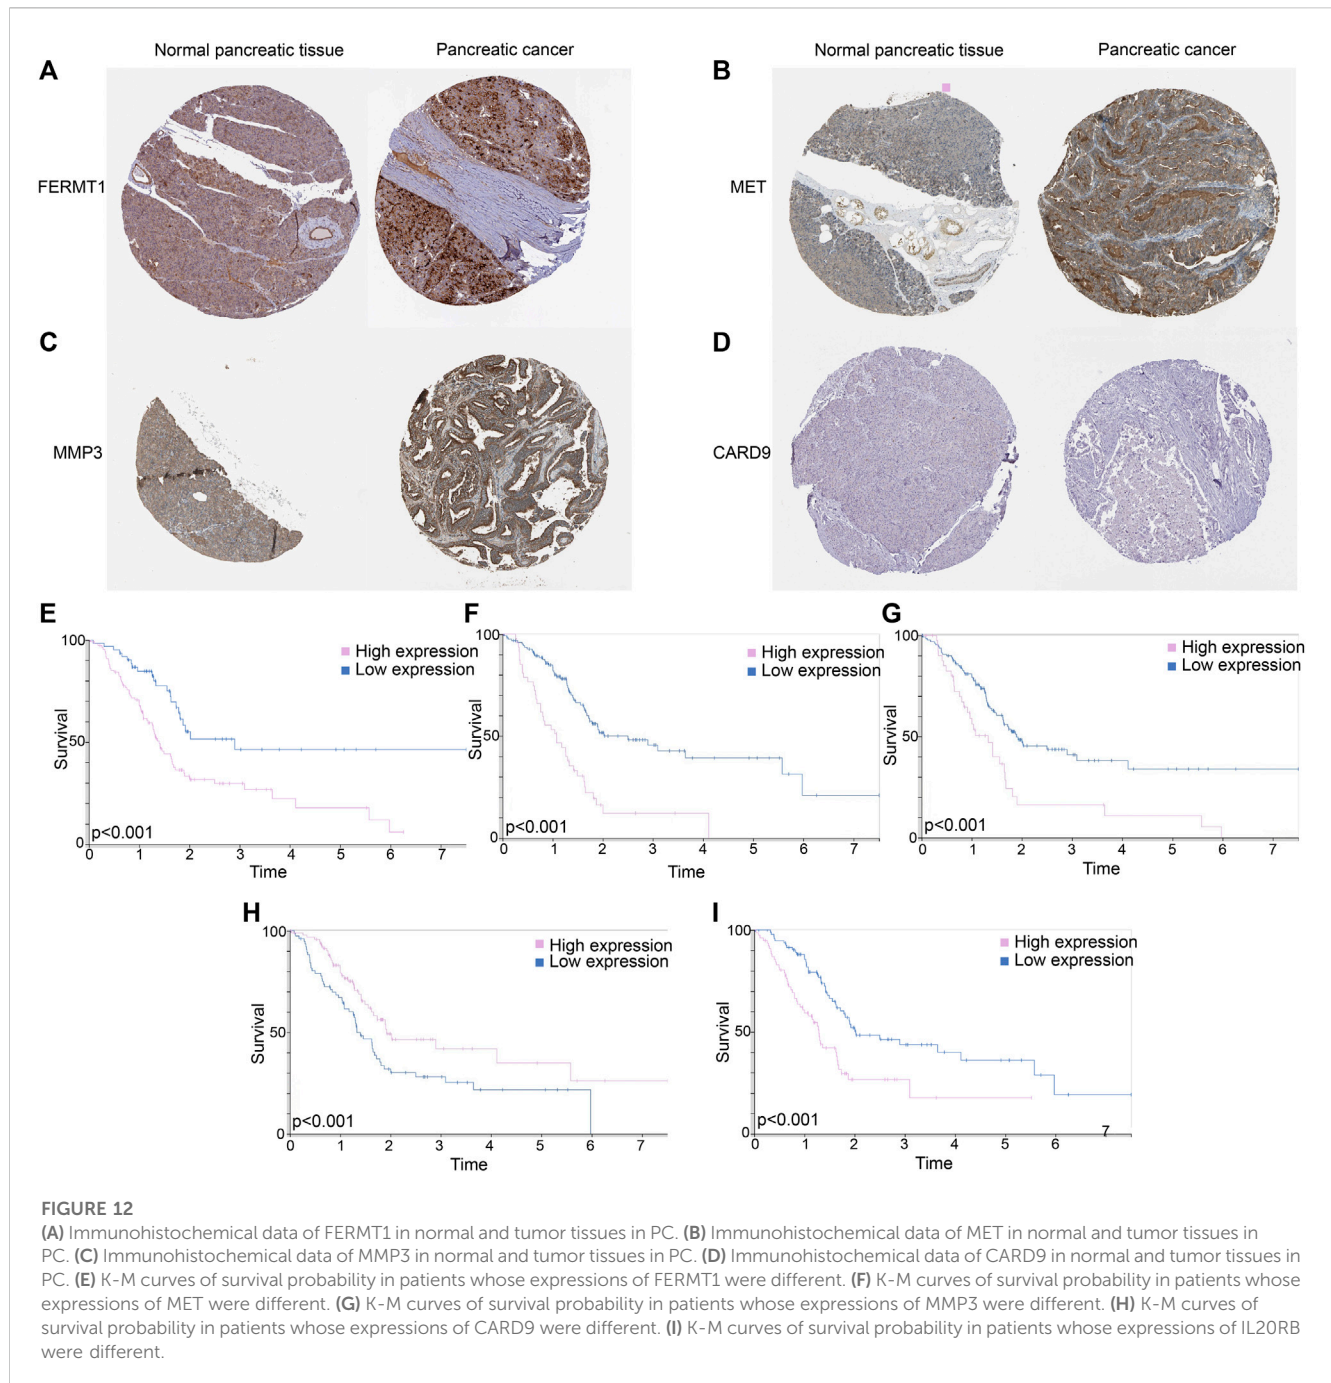 Normal pancreatic tissue Pancreatic cancer Normal pancreatic tissue Pancreatic cancer
A B
FERMT1 MET
C D
MMP3 CARD9
E F G
100 High expression
Low expression
50
Survival
p<0.001
0
0 1 2 3 4 5 6 7
Time
100 High expression
Low expression
50
Survival
p<0.001
0
0 1 2 3 4 5 6 7
Time
100 High expression
Low expression
50
Survival
p<0.001
0
0 1 2 3 4 5 6 7
Time
H I
100 High expression
Low expression
50
Survival
p<0.001
0
0 1 2 3 4 5 6 7
Time
100 High expression
Low expression
50
Survival
p<0.001
0
0 1 2 3 4 5 6 7
Time
FIGURE 12
(A) Immunohistochemical data of FERMT1 in normal and tumor tissues in PC. (B) Immunohistochemical data of MET in normal and tumor tissues in
PC. (C) Immunohistochemical data of MMP3 in normal and tumor tissues in PC. (D) Immunohistochemical data of CARD9 in normal and tumor tissues in
PC. (E) K-M curves of survival probability in patients whose expressions of FERMT1 were different. (F) K-M curves of survival probability in patients whose
expressions of MET were different. (G) K-M curves of survival probability in patients whose expressions of MMP3 were different. (H) K-M curves of
survival probability in patients whose expressions of CARD9 were different. (I) K-M curves of survival probability in patients whose expressions of IL20RB
were different.